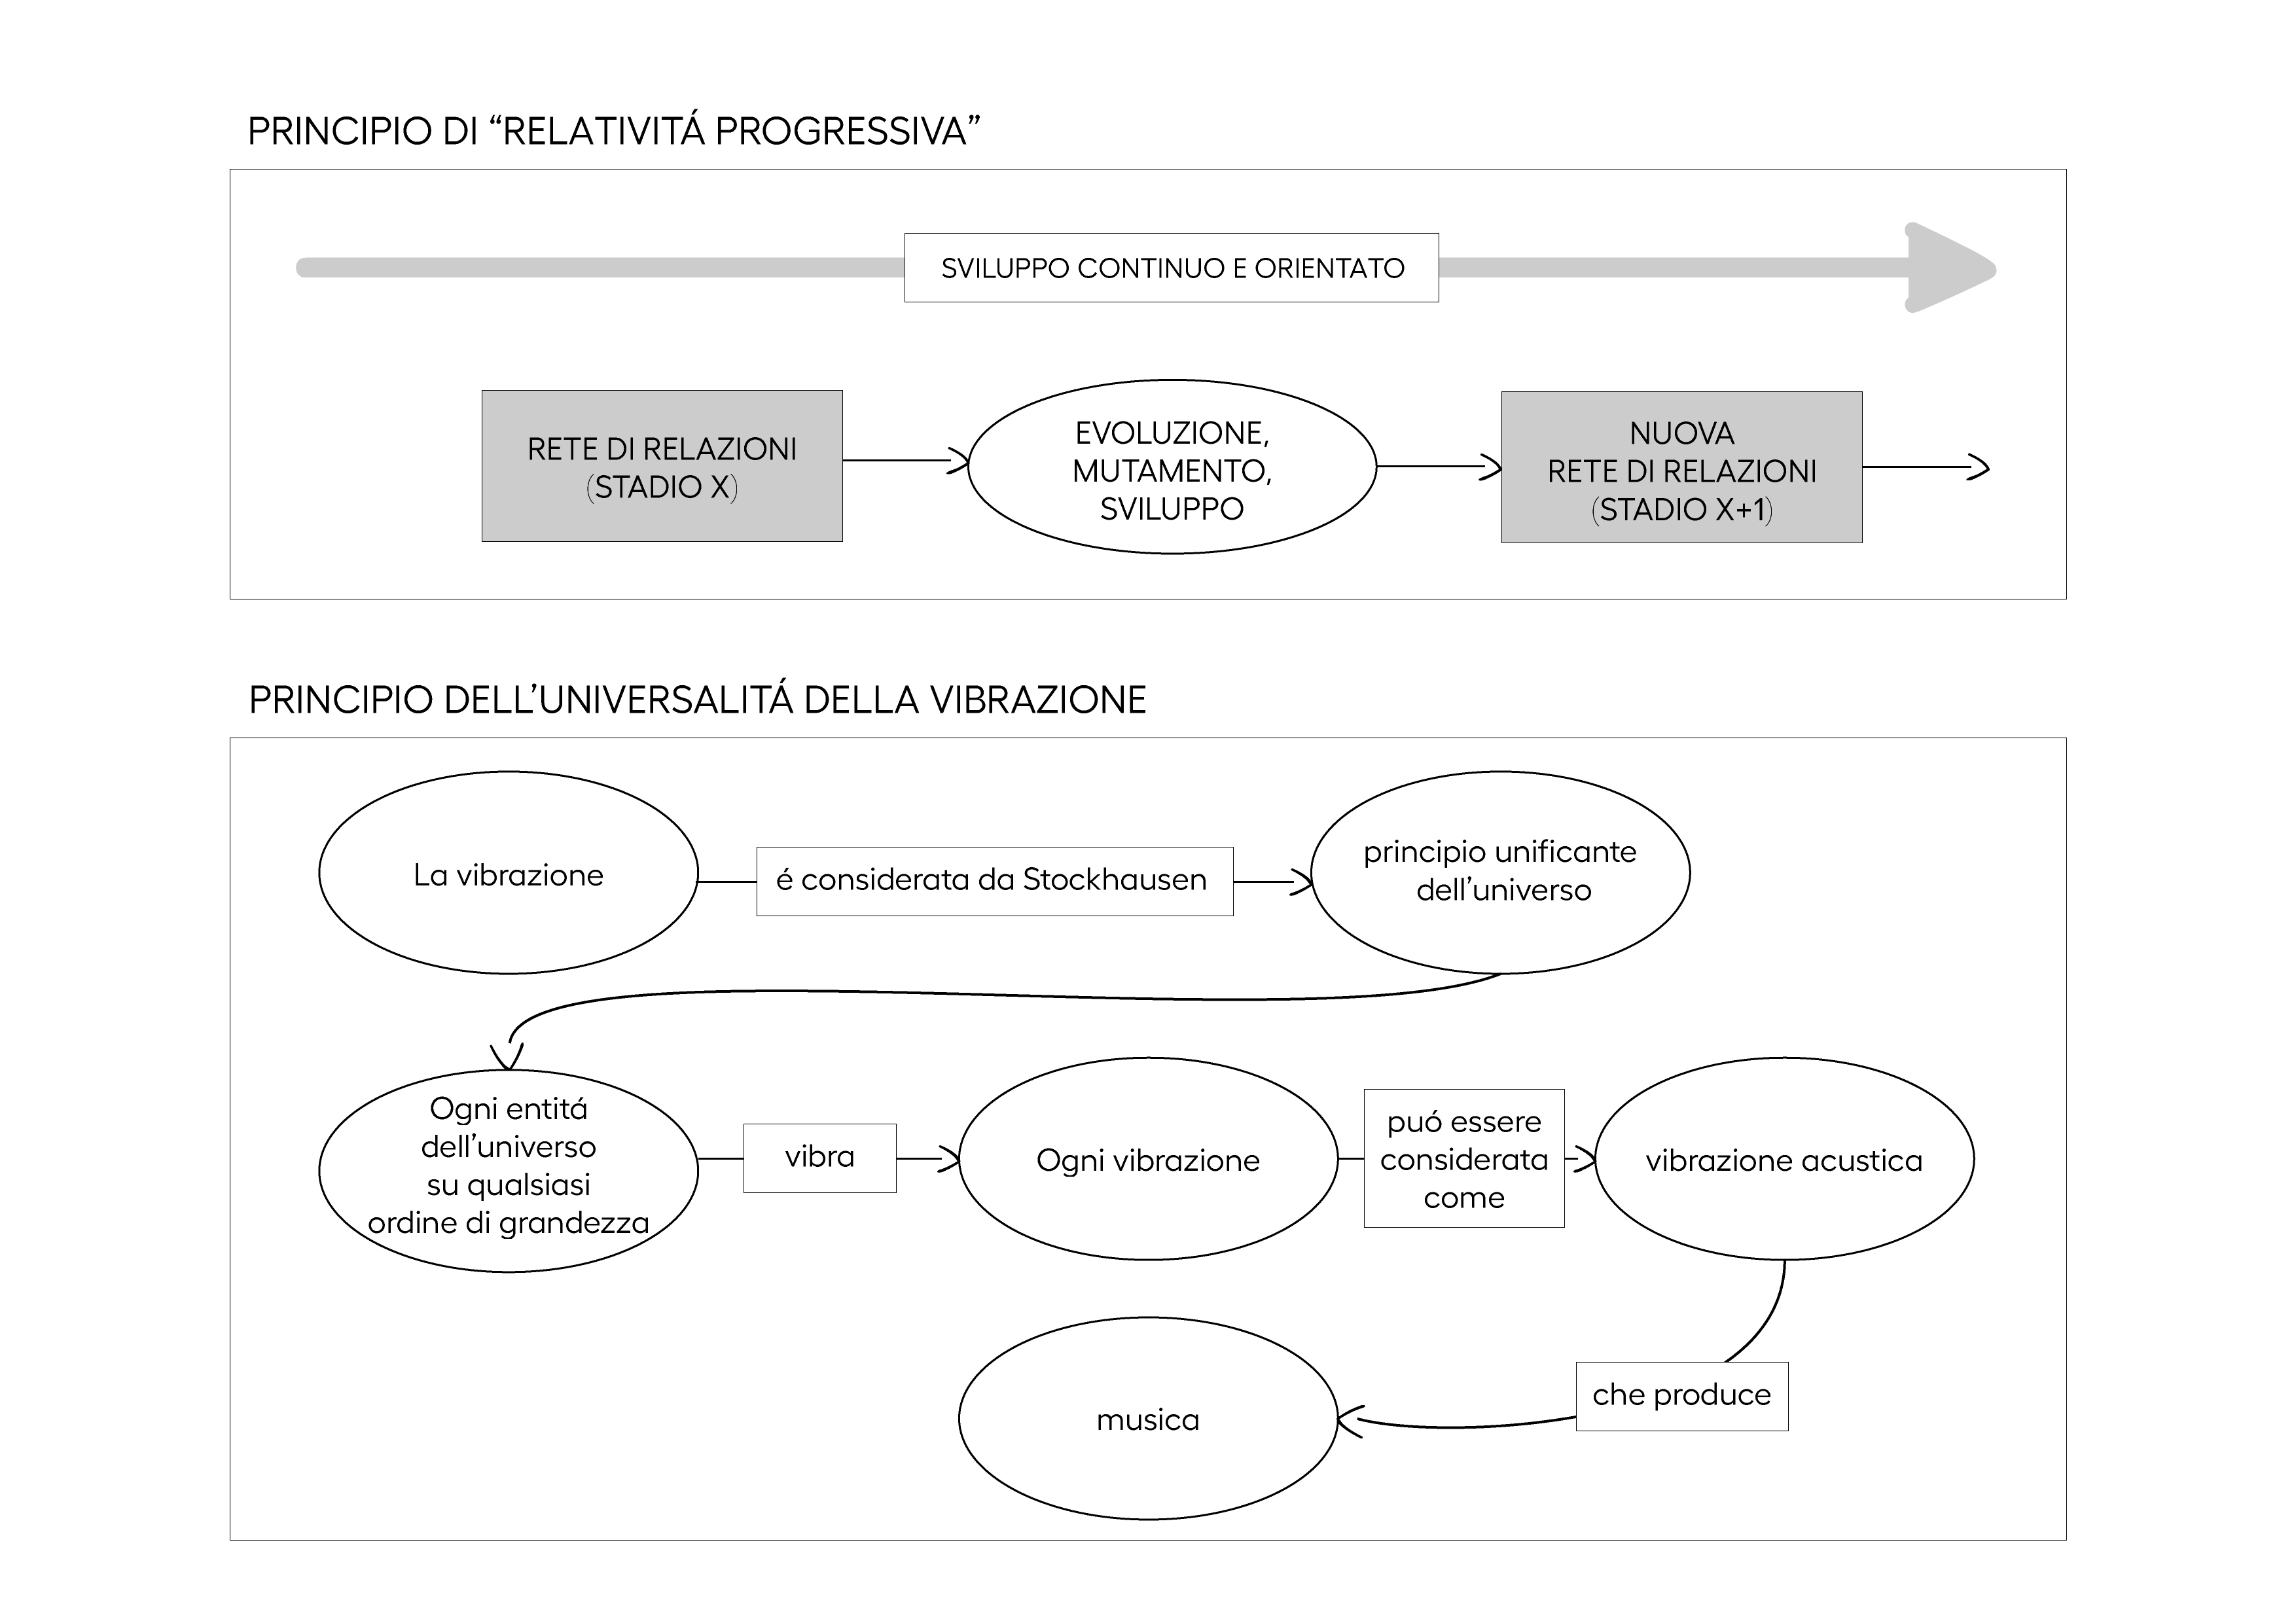 PRINCIPIO DI “RELATIVITÁ PROGRESSIVA”
SVILUPPO CONTINUO E ORIENTATO
RETE DI RELAZIONI
(STADIO X)
EVOLUZIONE,
MUTAMENTO,
SVILUPPO
NUOVA
RETE DI RELAZIONI
(STADIO X+1)
PRINCIPIO DELL’UNIVERSALITÁ DELLA VIBRAZIONE
La vibrazione
é considerata da Stockhausen
principio unificante
dell’universo
Ogni entitá
dell’universo
su qualsiasi
ordine di grandezza
vibra
Ogni vibrazione
puó essere
considerata
come
vibrazione acustica
che produce
musica